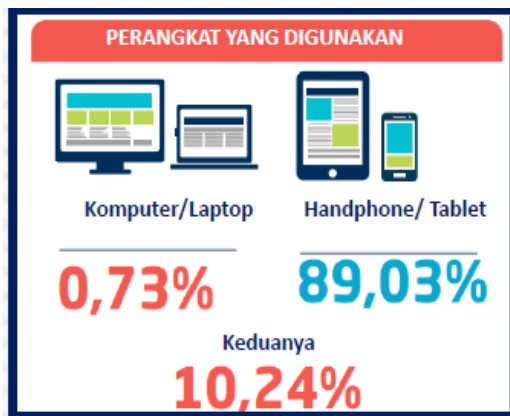 PERANGKAT YANG DIGUNAKAN
Komputer/Laptop
Handphone/ Tablet
0,73%
89,03%
Keduanya
10,24%